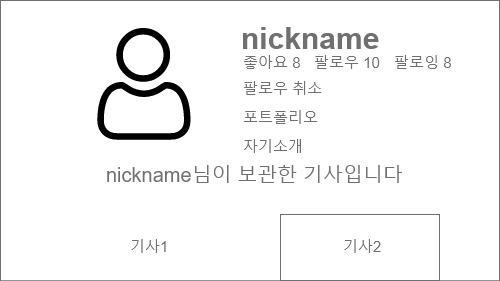 nickname
좋아요 8 팔로우 10 팔로잉 8
팔로우 취소
포트폴리오
자기소개
nickname님이 보관한 기사입니다
기사1 기사2